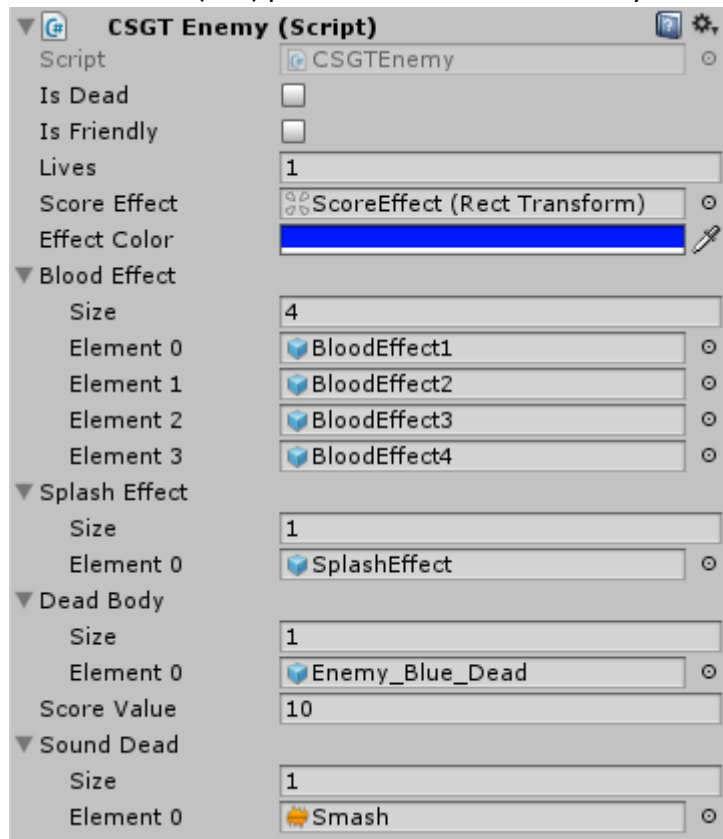 CSGT Enemy (Script)
Script CSGTEnemy
Is Dead
Is Friendly
Lives 1
Score Effect ScoreEffect (Rect Transform)
Effect Color
Blood Effect
Size 4
Element 0 BloodEffect1
Element 1 BloodEffect2
Element 2 BloodEffect3
Element 3 BloodEffect4
Splash Effect
Size 1
Element 0 SplashEffect
Dead Body
Size 1
Element 0 Enemy_Blue_Dead
Score Value 10
Sound Dead
Size 1
Element 0 Smash